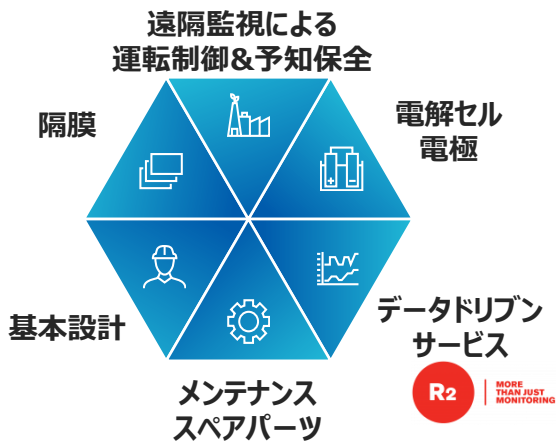 遠隔監視による
運転制御&予知保全
隔膜
電解セル
電極
基本設計
データドリブン
サービス
メンテナンス
スペアパーツ
R2
MORE
THAN JUST
MONITORING